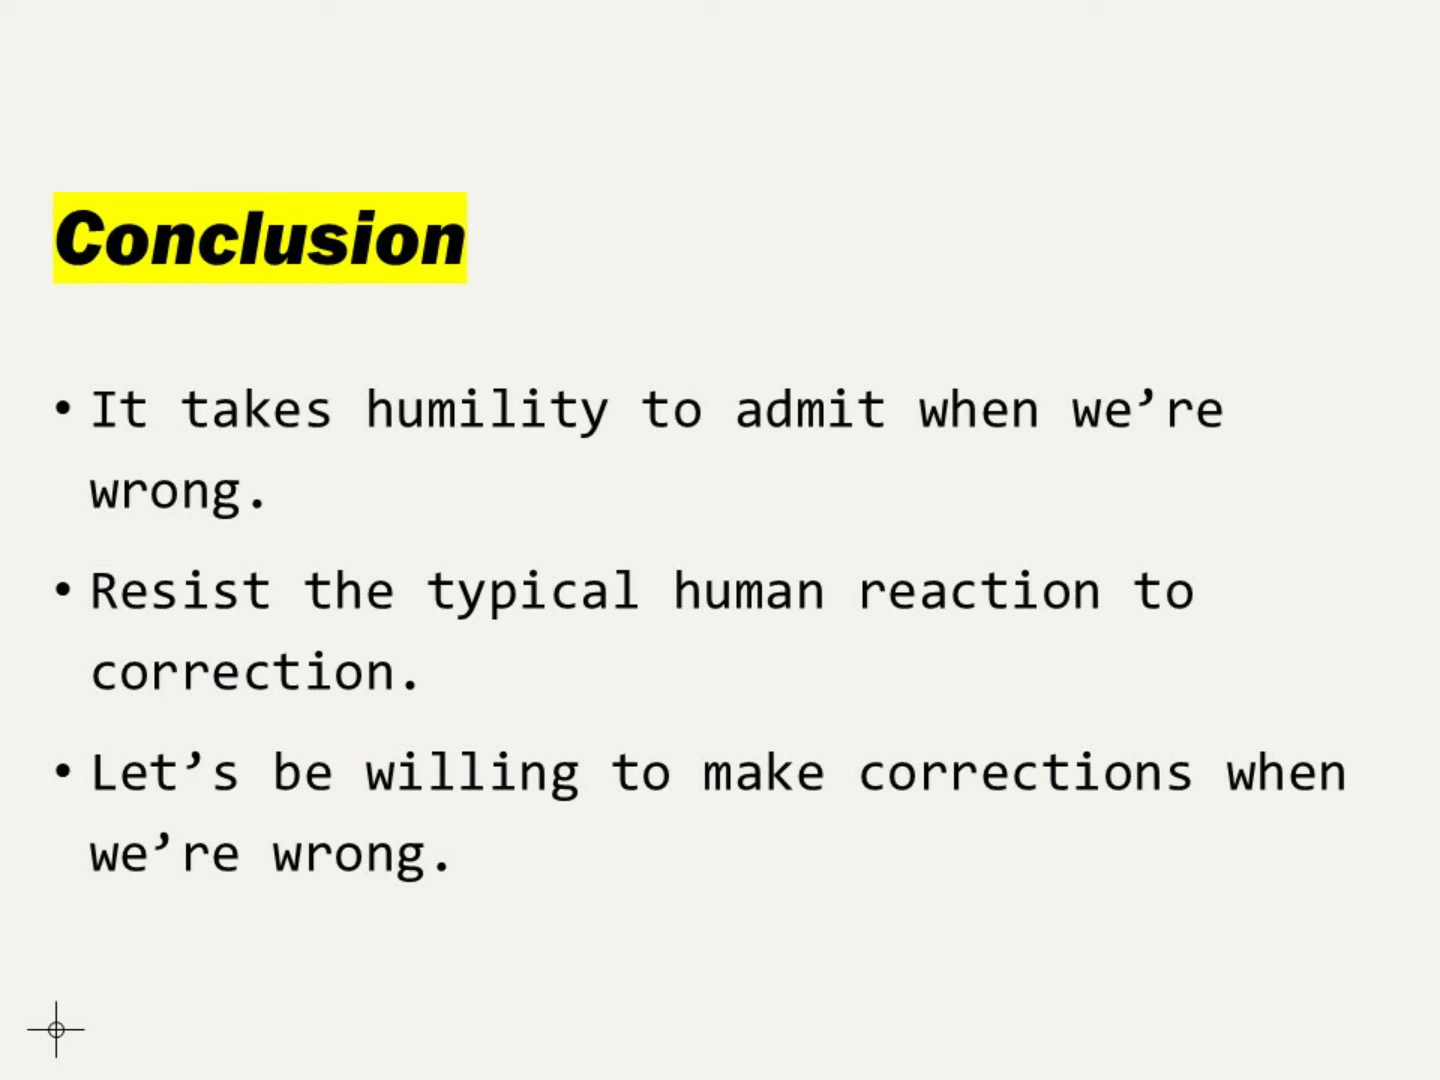 Conclusion
• It takes humility to admit when we’re
wrong.
• Resist the typical human reaction to
correction.
• Let’s be willing to make corrections when
we’re wrong.